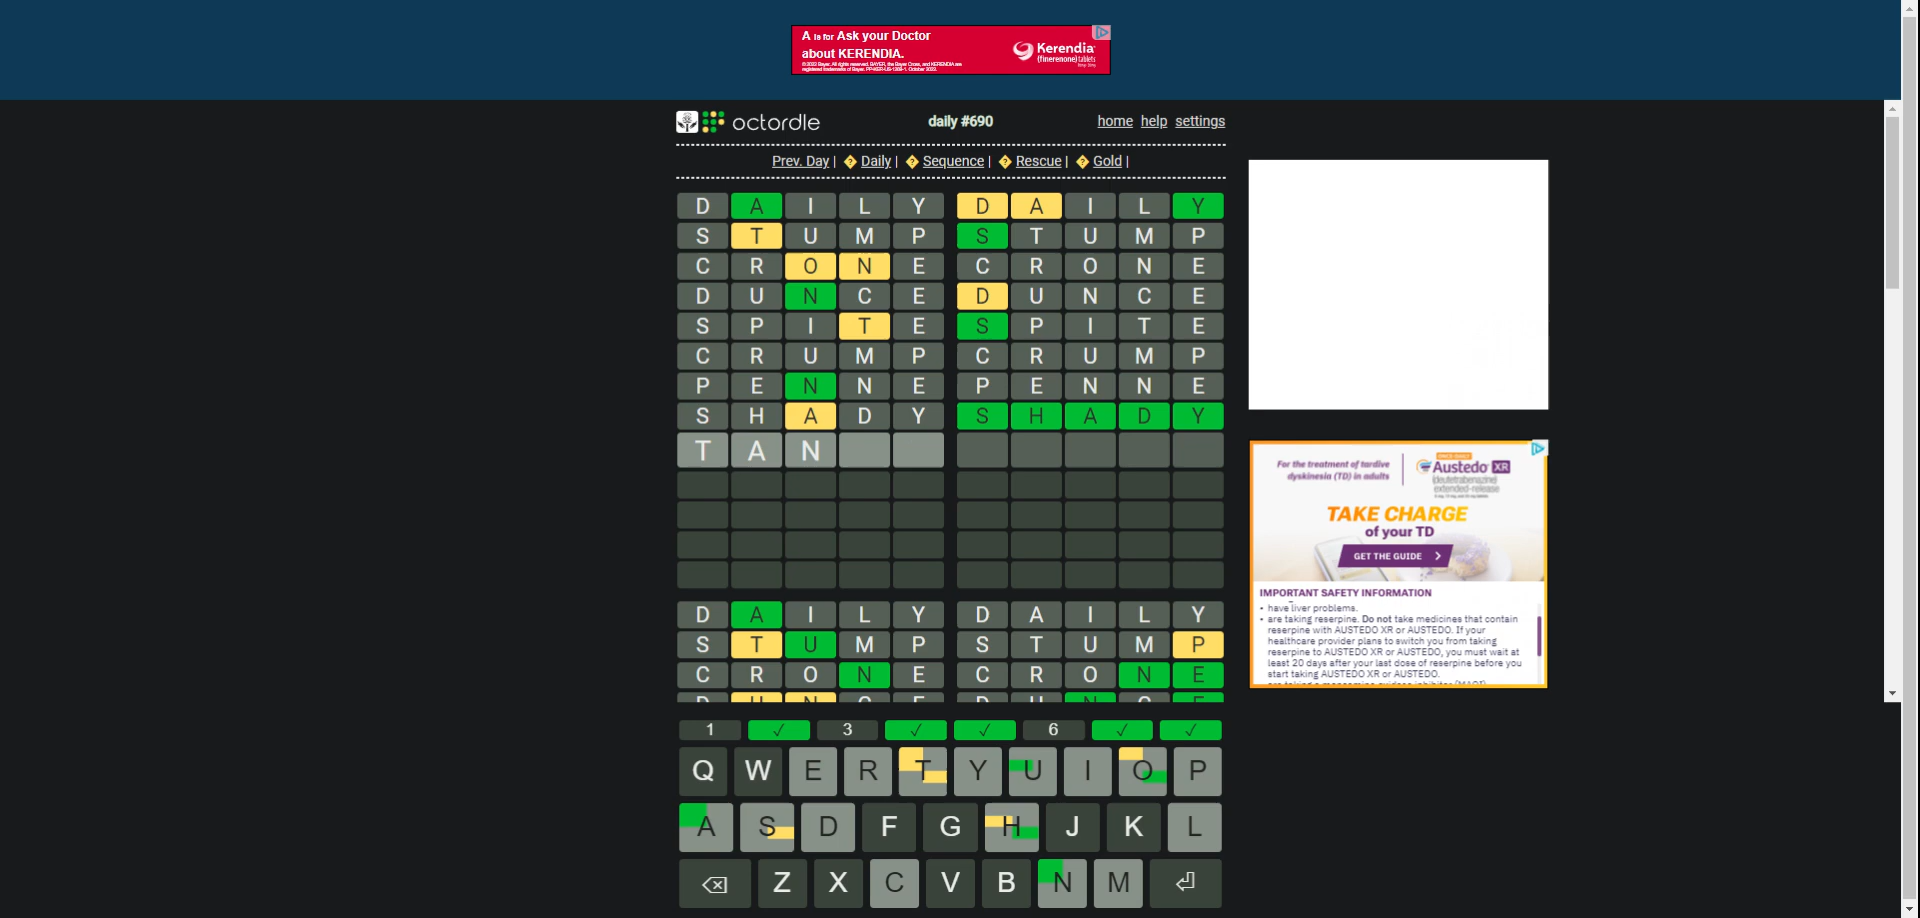 A is for Ask your Doctor
about KERENDIA.
Kerendia
(finerenone) tablets
octordle
daily #690
home help settings
Prev. Day | Daily | Sequence | Rescue | Gold |
D A I L Y D A I L Y
S T U M P S T U M P
C R O N E C R O N E
D U N C E D U N C E
S P I T E S P I T E
C R U M P C R U M P
P E N N E P E N N E
S H A D Y S H A D Y
T A N
D A I L Y D A I L Y
S T U M P S T U M P
C R O N E C R O N E
D U N C E D U N C E
1 ✓ 3 ✓ ✓ 6 ✓ ✓
Q W E R T Y U I O P
A S D F G H J K L
Z X C V B N M
For the treatment of tardive
dyskinesia (TD) in adults
Austedo XR
(deutetrabenazine)
extended-release
TAKE CHARGE
of your TD
GET THE GUIDE
IMPORTANT SAFETY INFORMATION
• have liver problems.
• are taking reserpine. Do not take medicines that contain
reserpine with AUSTEDO XR or AUSTEDO. If your
healthcare provider plans to switch you from taking
reserpine to AUSTEDO XR or AUSTEDO, you must wait at
least 20 days after your last dose of reserpine before you
start taking AUSTEDO XR or AUSTEDO.